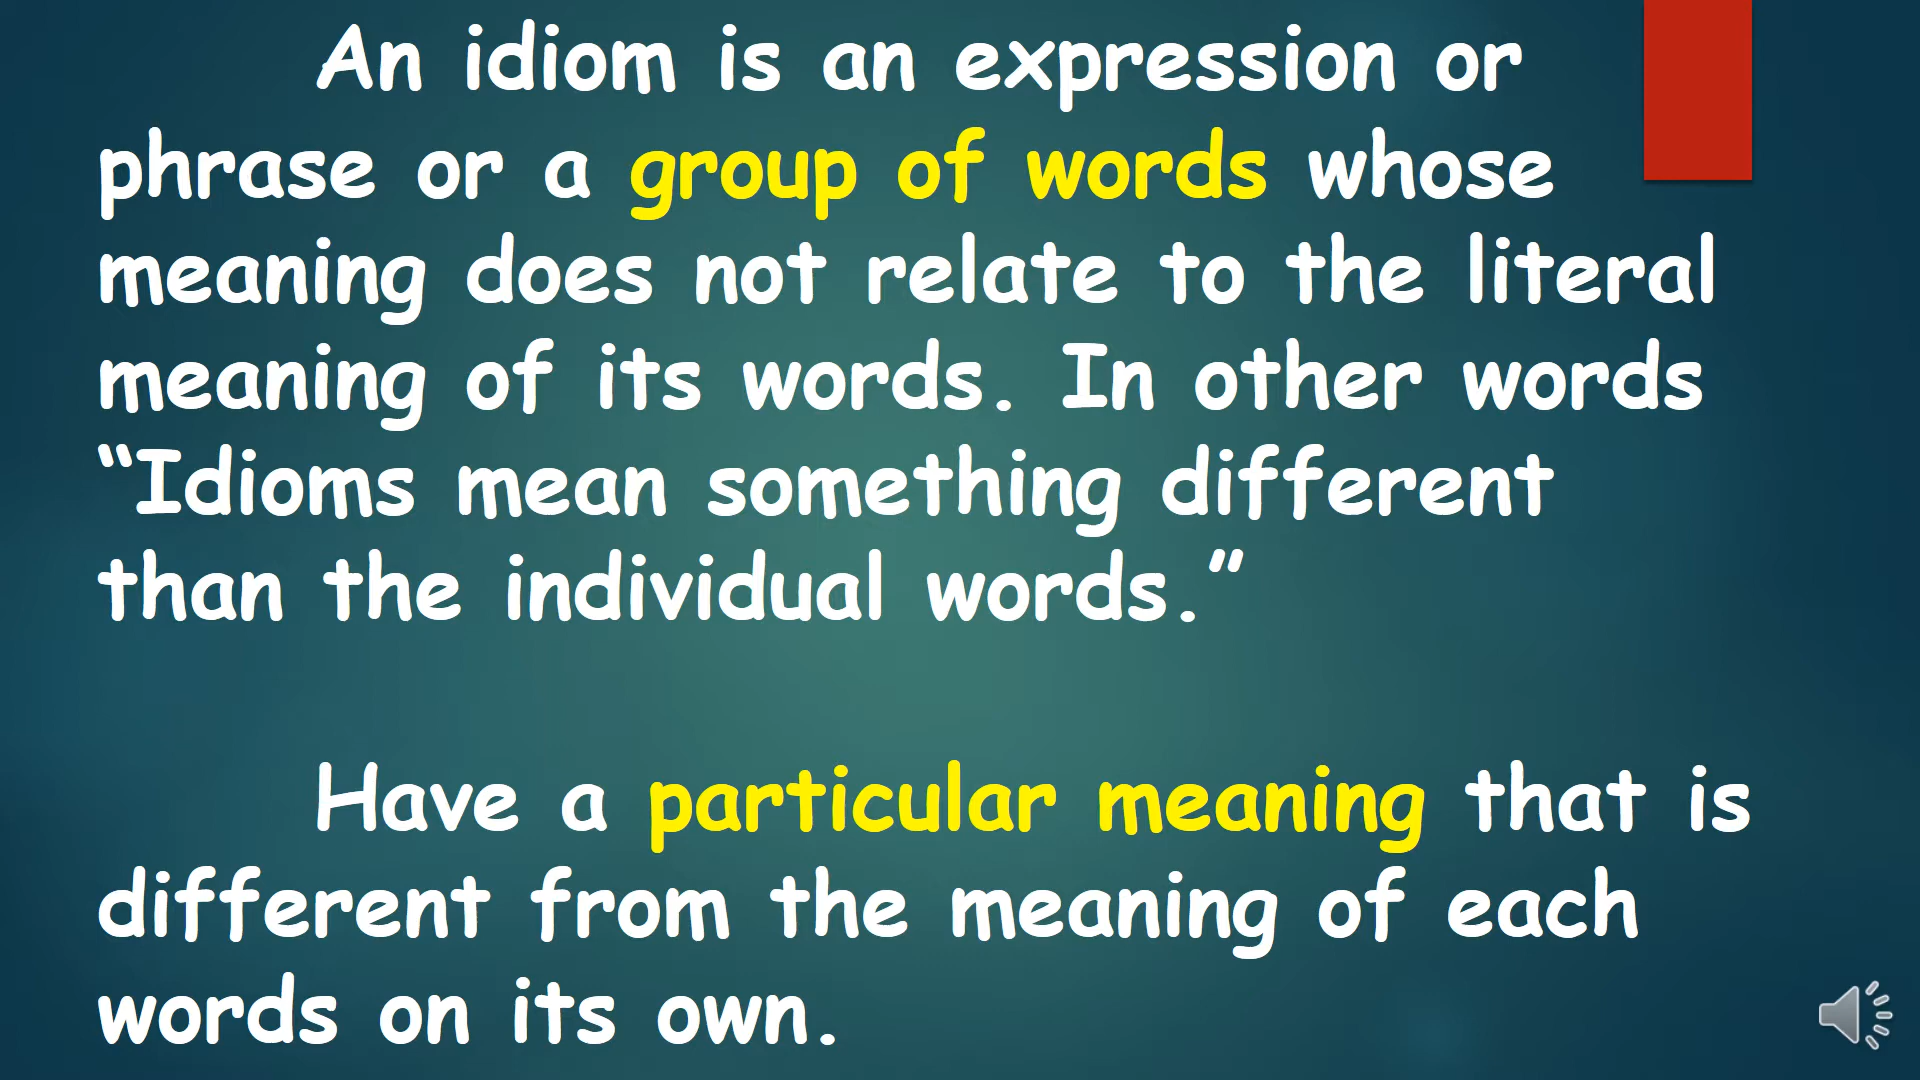 An idiom is an expression or
phrase or a group of words whose
meaning does not relate to the literal
meaning of its words. In other words
“Idioms mean something different
than the individual words.”
Have a particular meaning that is
different from the meaning of each
words on its own.